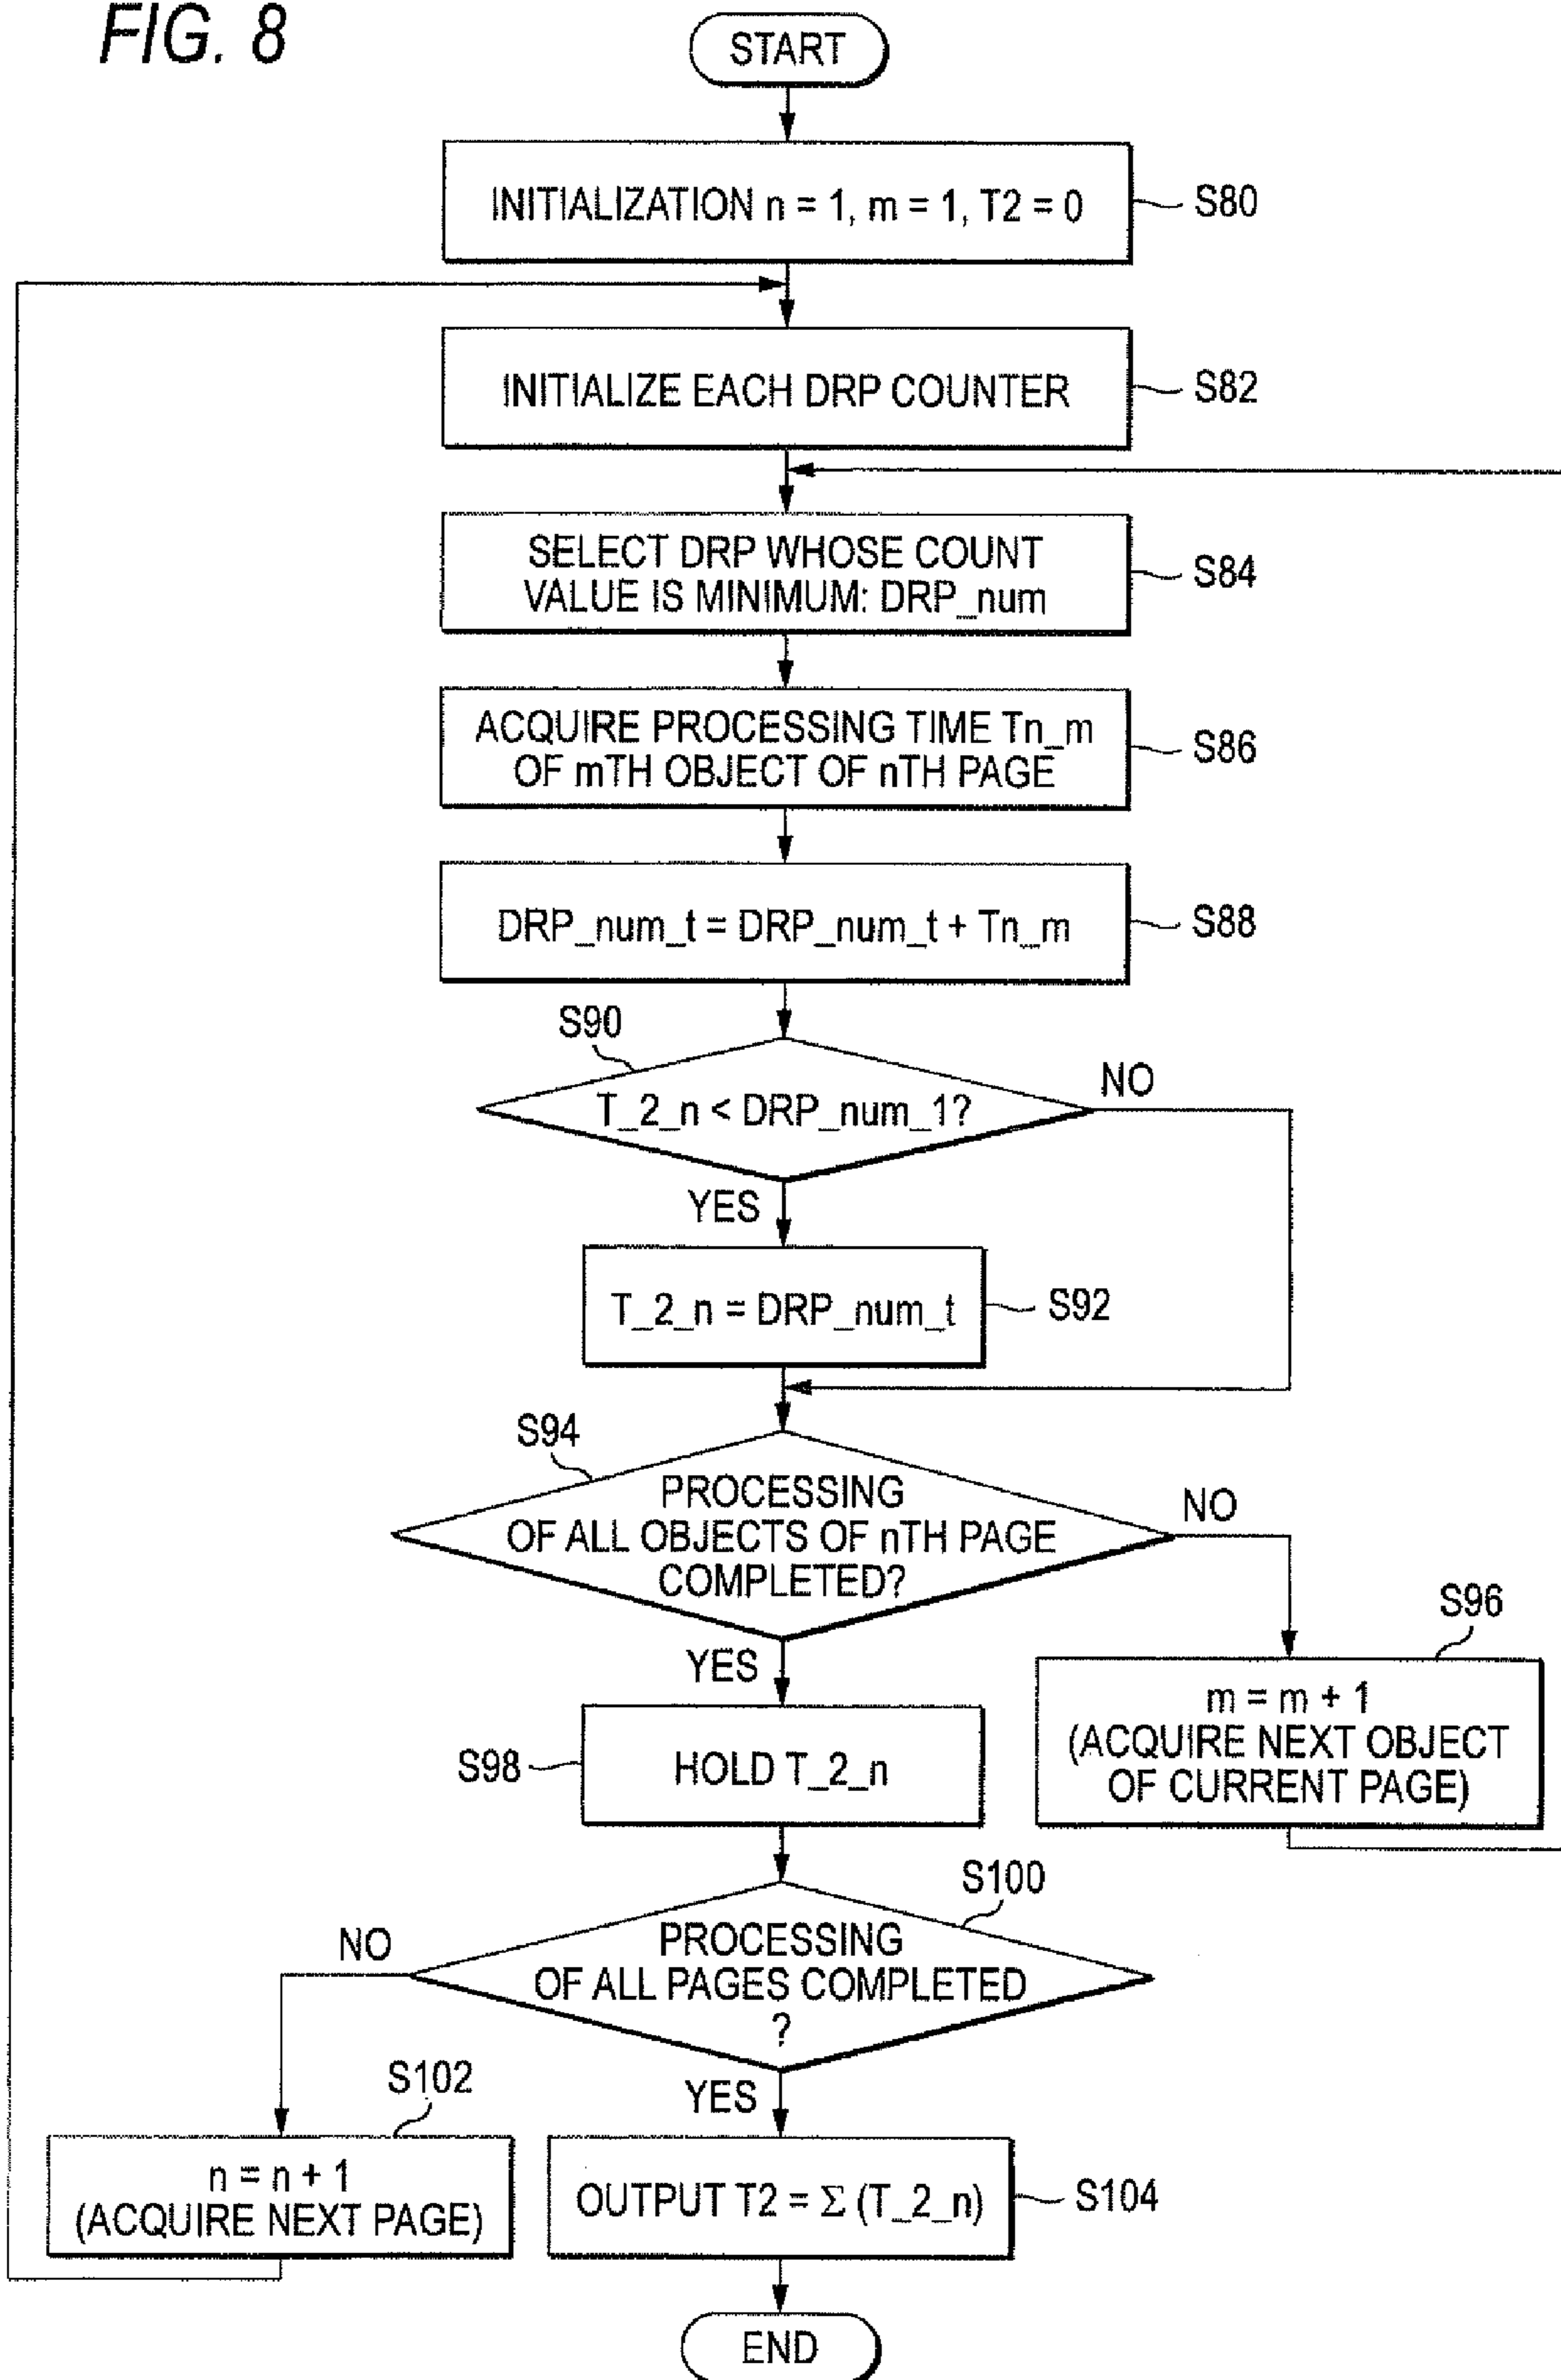 FIG. 8
START
INITIALIZATION n = 1, m = 1, T2 = 0
S80
INITIALIZE EACH DRP COUNTER
S82
SELECT DRP WHOSE COUNT
VALUE IS MINIMUM: DRP_num
S84
ACQUIRE PROCESSING TIME Tn_m
OF mTH OBJECT OF nTH PAGE
S86
DRP_num_t = DRP_num_t + Tn_m
S88
S90
T_2_n < DRP_num_1?
NO
YES
T_2_n = DRP_num_t
S92
S94
PROCESSING
OF ALL OBJECTS OF nTH PAGE
COMPLETED?
NO
YES
S96
m = m + 1
(ACQUIRE NEXT OBJECT
OF CURRENT PAGE)
S98
HOLD T_2_n
S100
PROCESSING
OF ALL PAGES COMPLETED
?
NO
YES
S102
n = n + 1
(ACQUIRE NEXT PAGE)
OUTPUT T2 = Σ (T_2_n)
S104
END